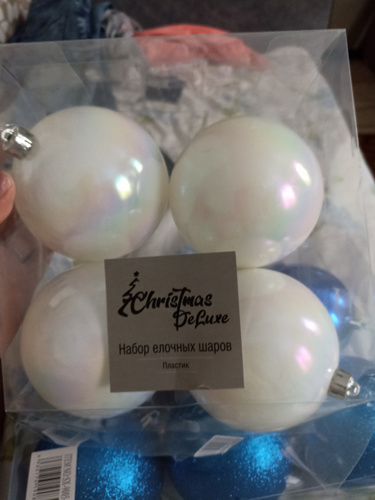 Christmas
DeLuxe
Набор елочных шаров
Пластик